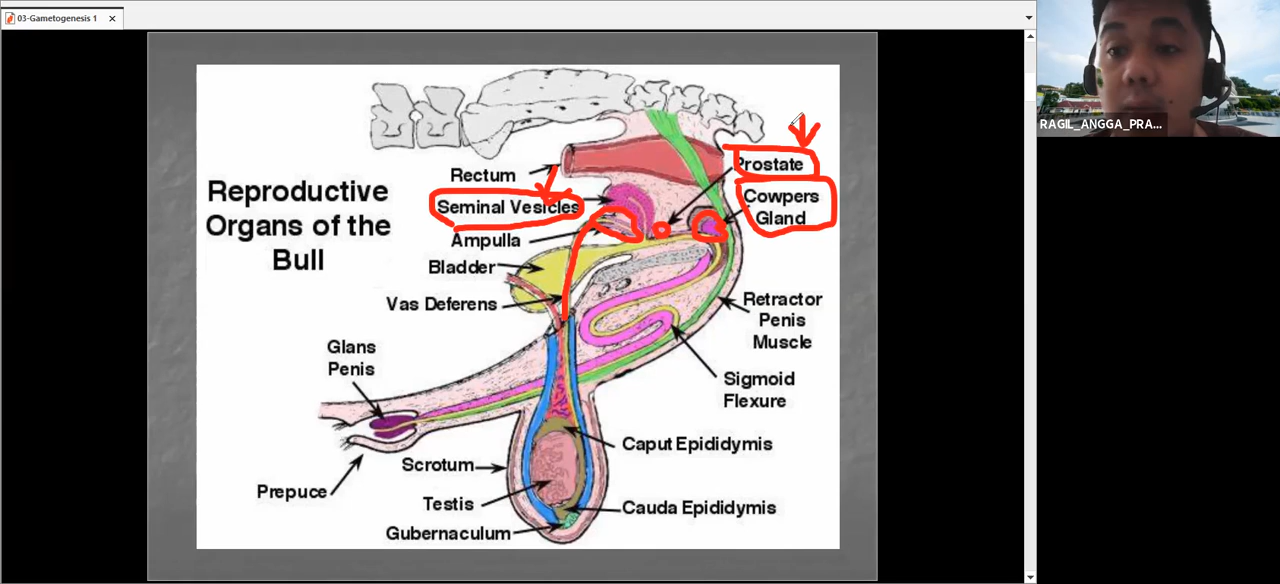 03-Gametogenesis 1
RAGIL_ANGGA_PRA...
Reproductive
Organs of the
Bull
Rectum
Seminal Vesicles
Ampulla
Bladder
Vas Deferens
Glans
Penis
Prepuce
Scrotum
Testis
Gubernaculum
Prostate
Cowpers
Gland
Retractor
Penis
Muscle
Sigmoid
Flexure
Caput Epididymis
Cauda Epididymis